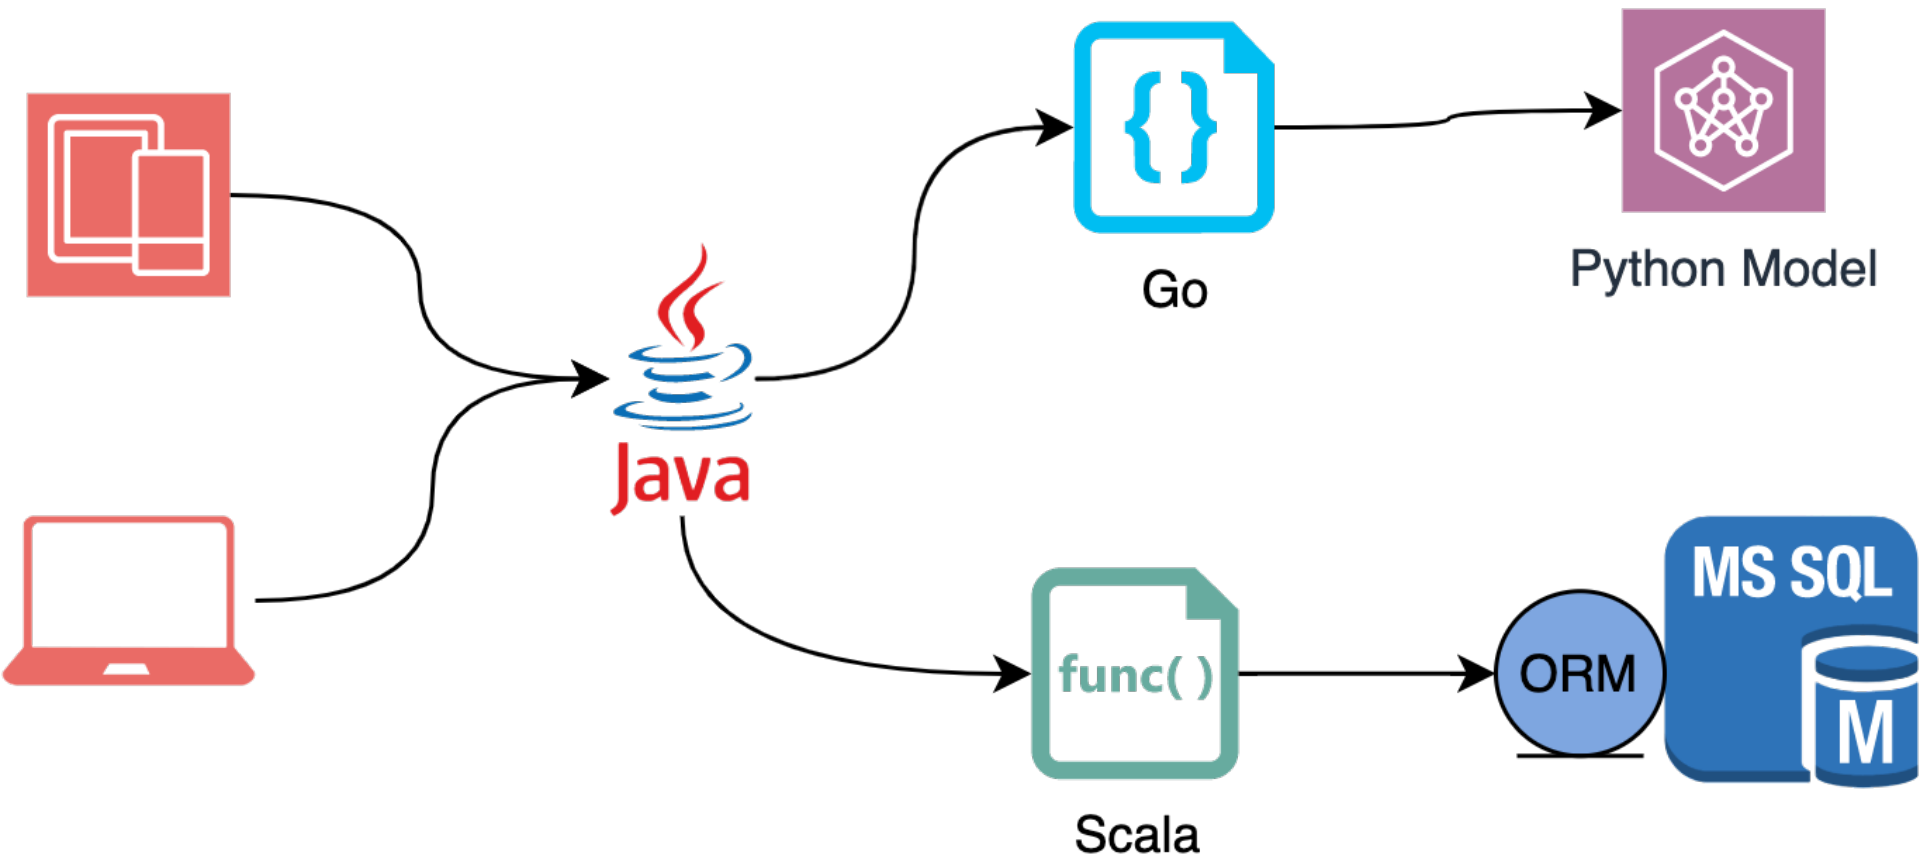 {}
Go
Python Model
Java
func( )
Scala
ORM
MS SQL
M